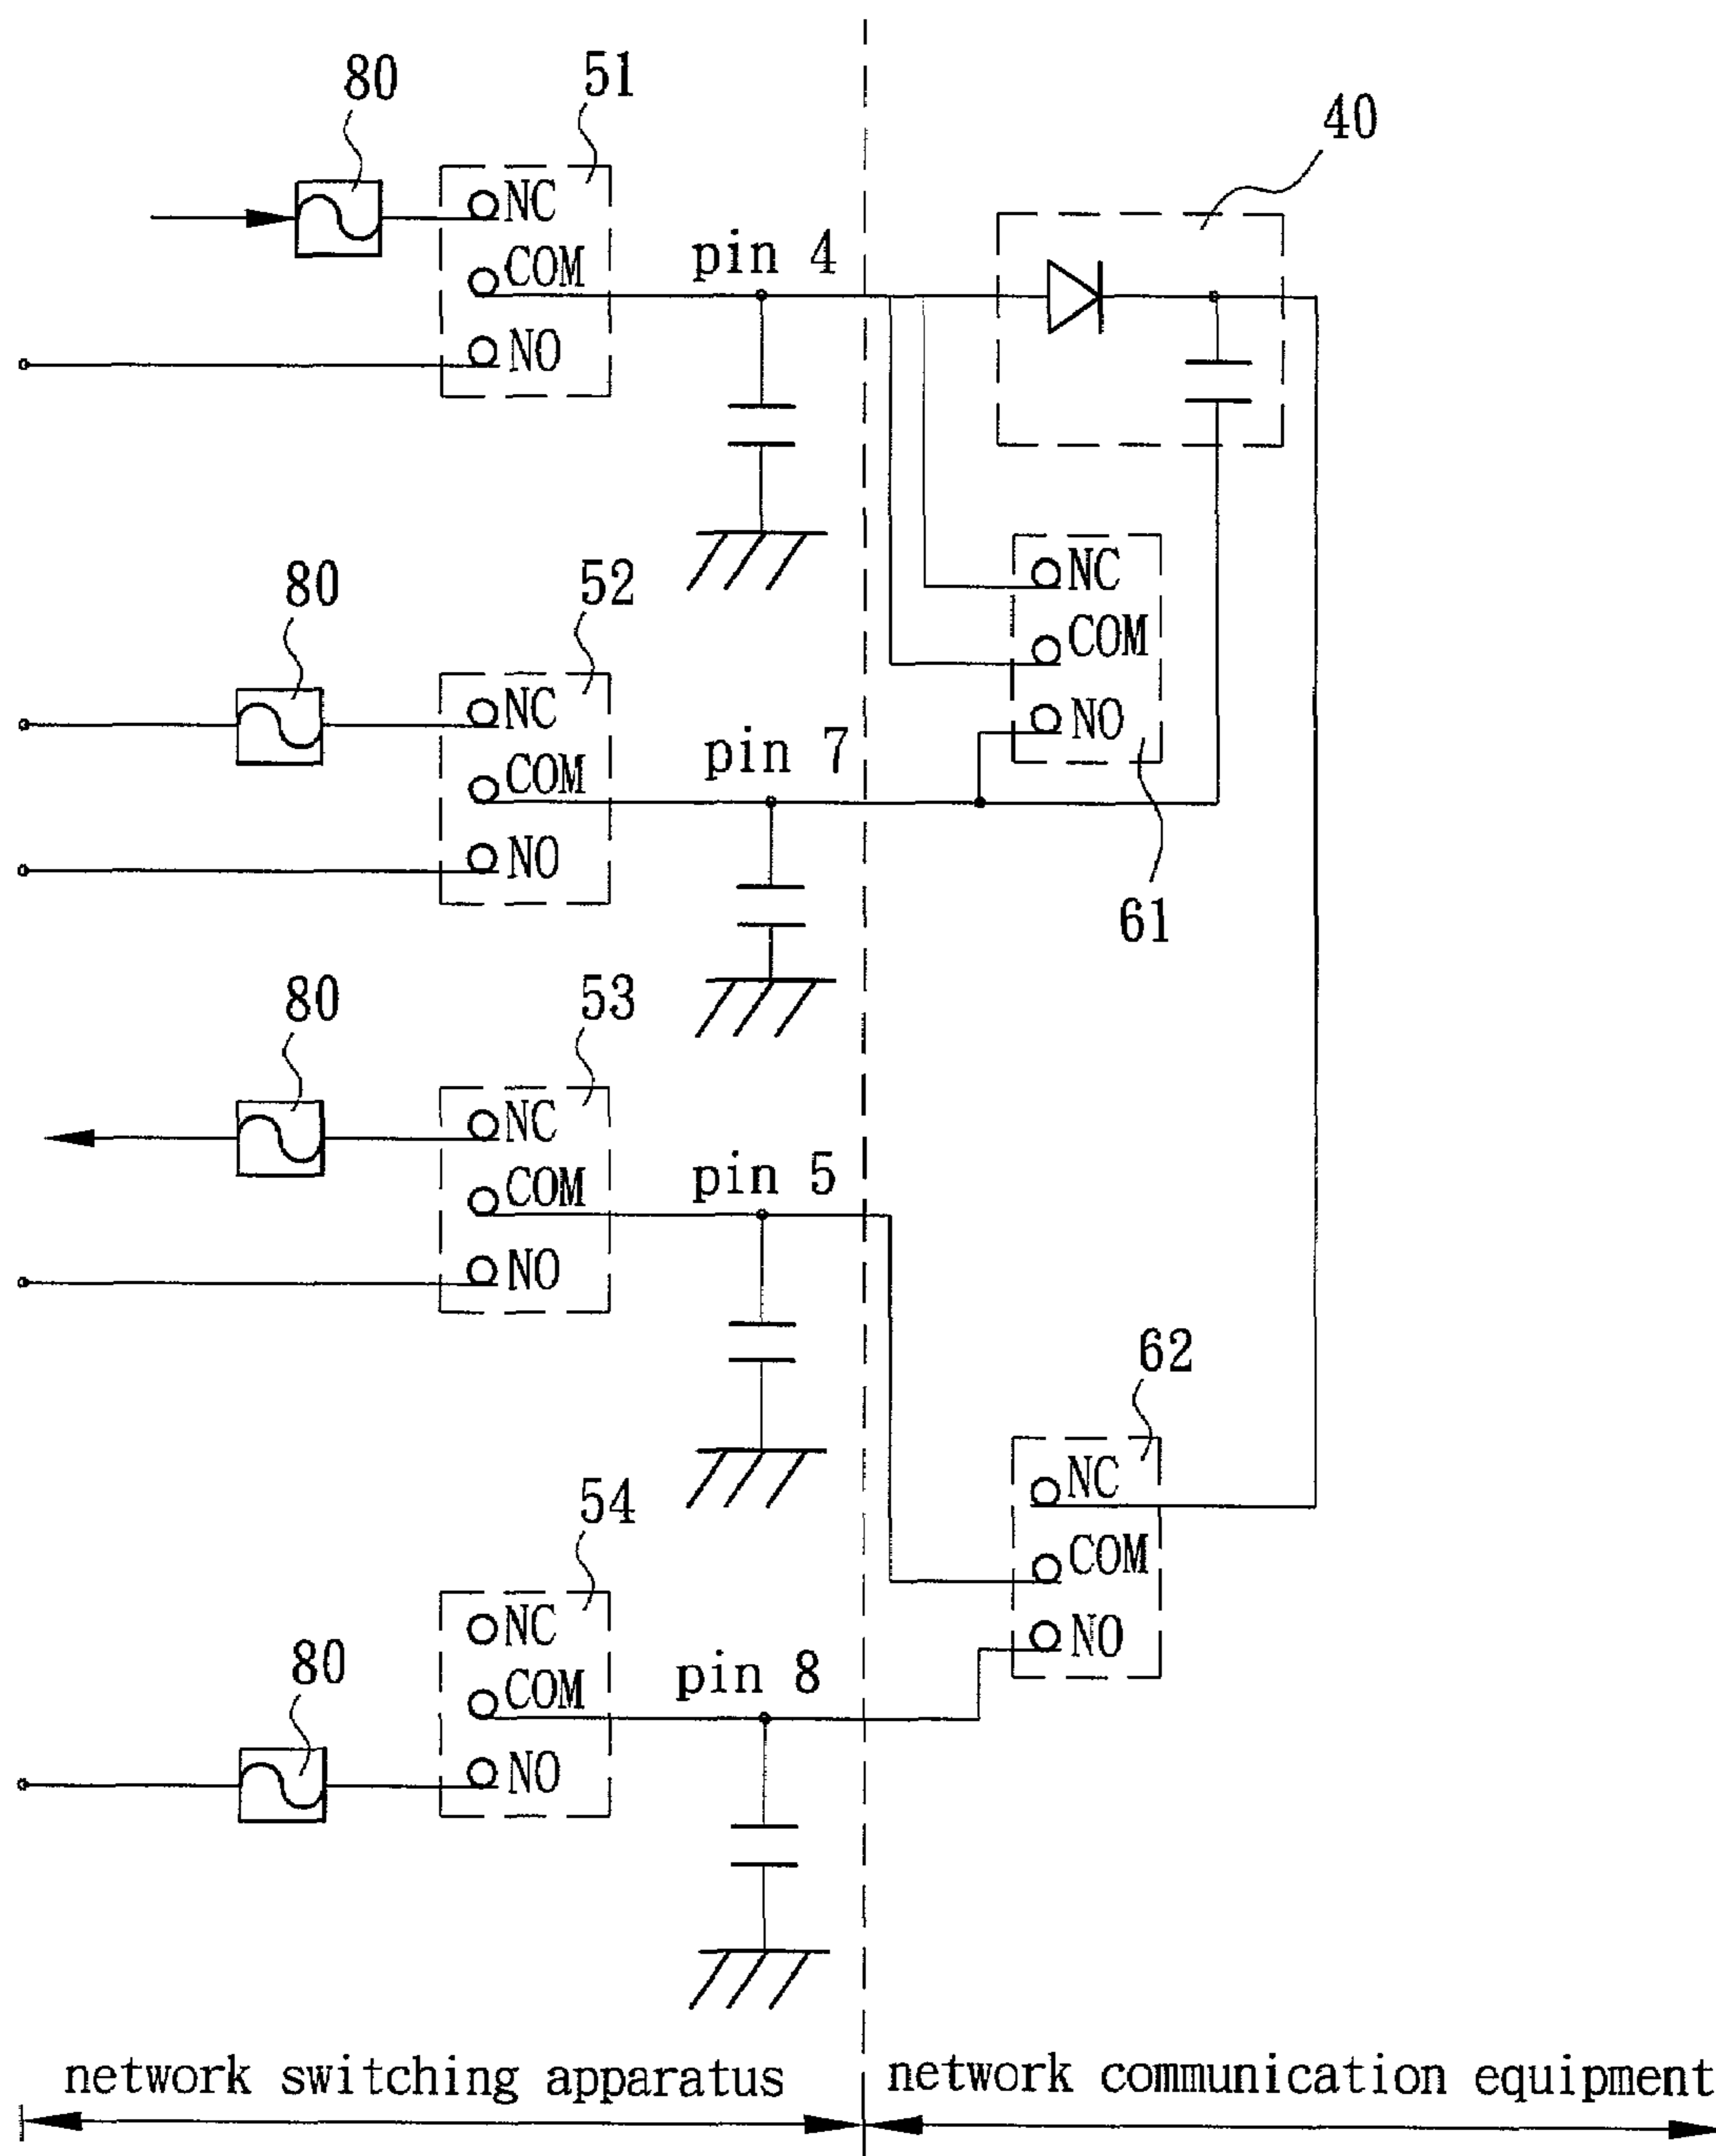 80
51
40
NC
COM
NO
pin 4
80
52
NC
COM
NO
NC
COM
NO
pin 7
61
80
53
NC
COM
NO
pin 5
62
NC
COM
NO
54
NC
COM
NO
pin 8
80
network switching apparatus
network communication equipment